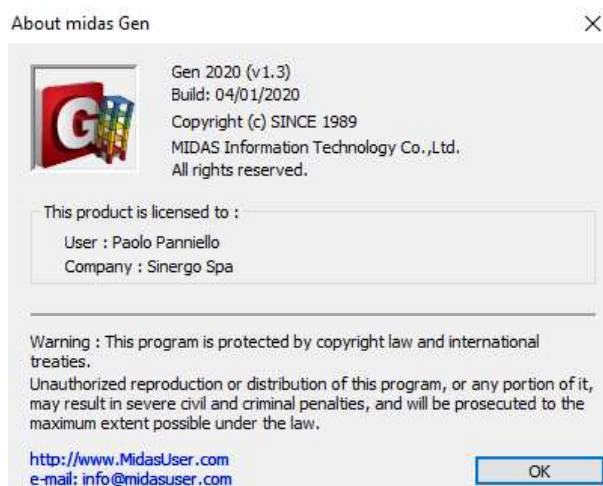 About midas Gen
G
Gen 2020 (v1.3)
Build: 04/01/2020
Copyright (c) SINCE 1989
MIDAS Information Technology Co.,Ltd.
All rights reserved.
This product is licensed to :
User : Paolo Panniello
Company : Sinergo Spa
Warning : This program is protected by copyright law and international
treaties.
Unauthorized reproduction or distribution of this program, or any portion of it,
may result in severe civil and criminal penalties, and will be prosecuted to the
maximum extent possible under the law.
http://www.MidasUser.com
e-mail: info@midasuser.com
OK